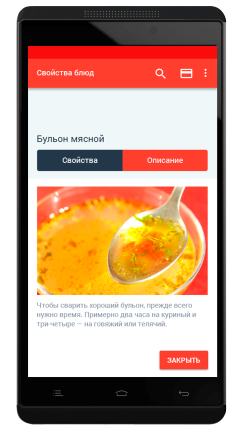 Свойства блюд
Бульон мясной
Свойства
Описание
Чтобы сварить хороший бульон, прежде всего
нужно время. Примерно два часа на куриный и
три-четыре — на говяжий или телячий.
ЗАКРЫТЬ